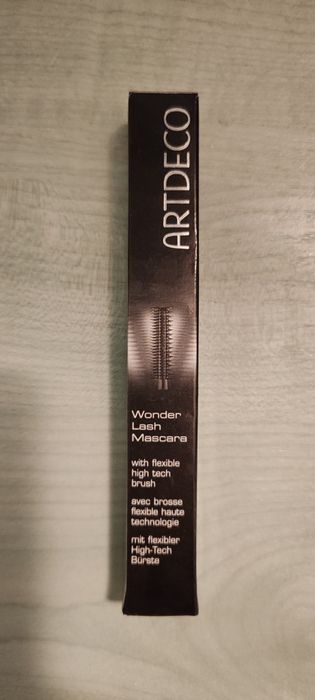 ARTDECO
Wonder
Lash
Mascara
with flexible
high tech
brush
avec brosse
flexible haute
technologie
mit flexibler
High-Tech
Bürste